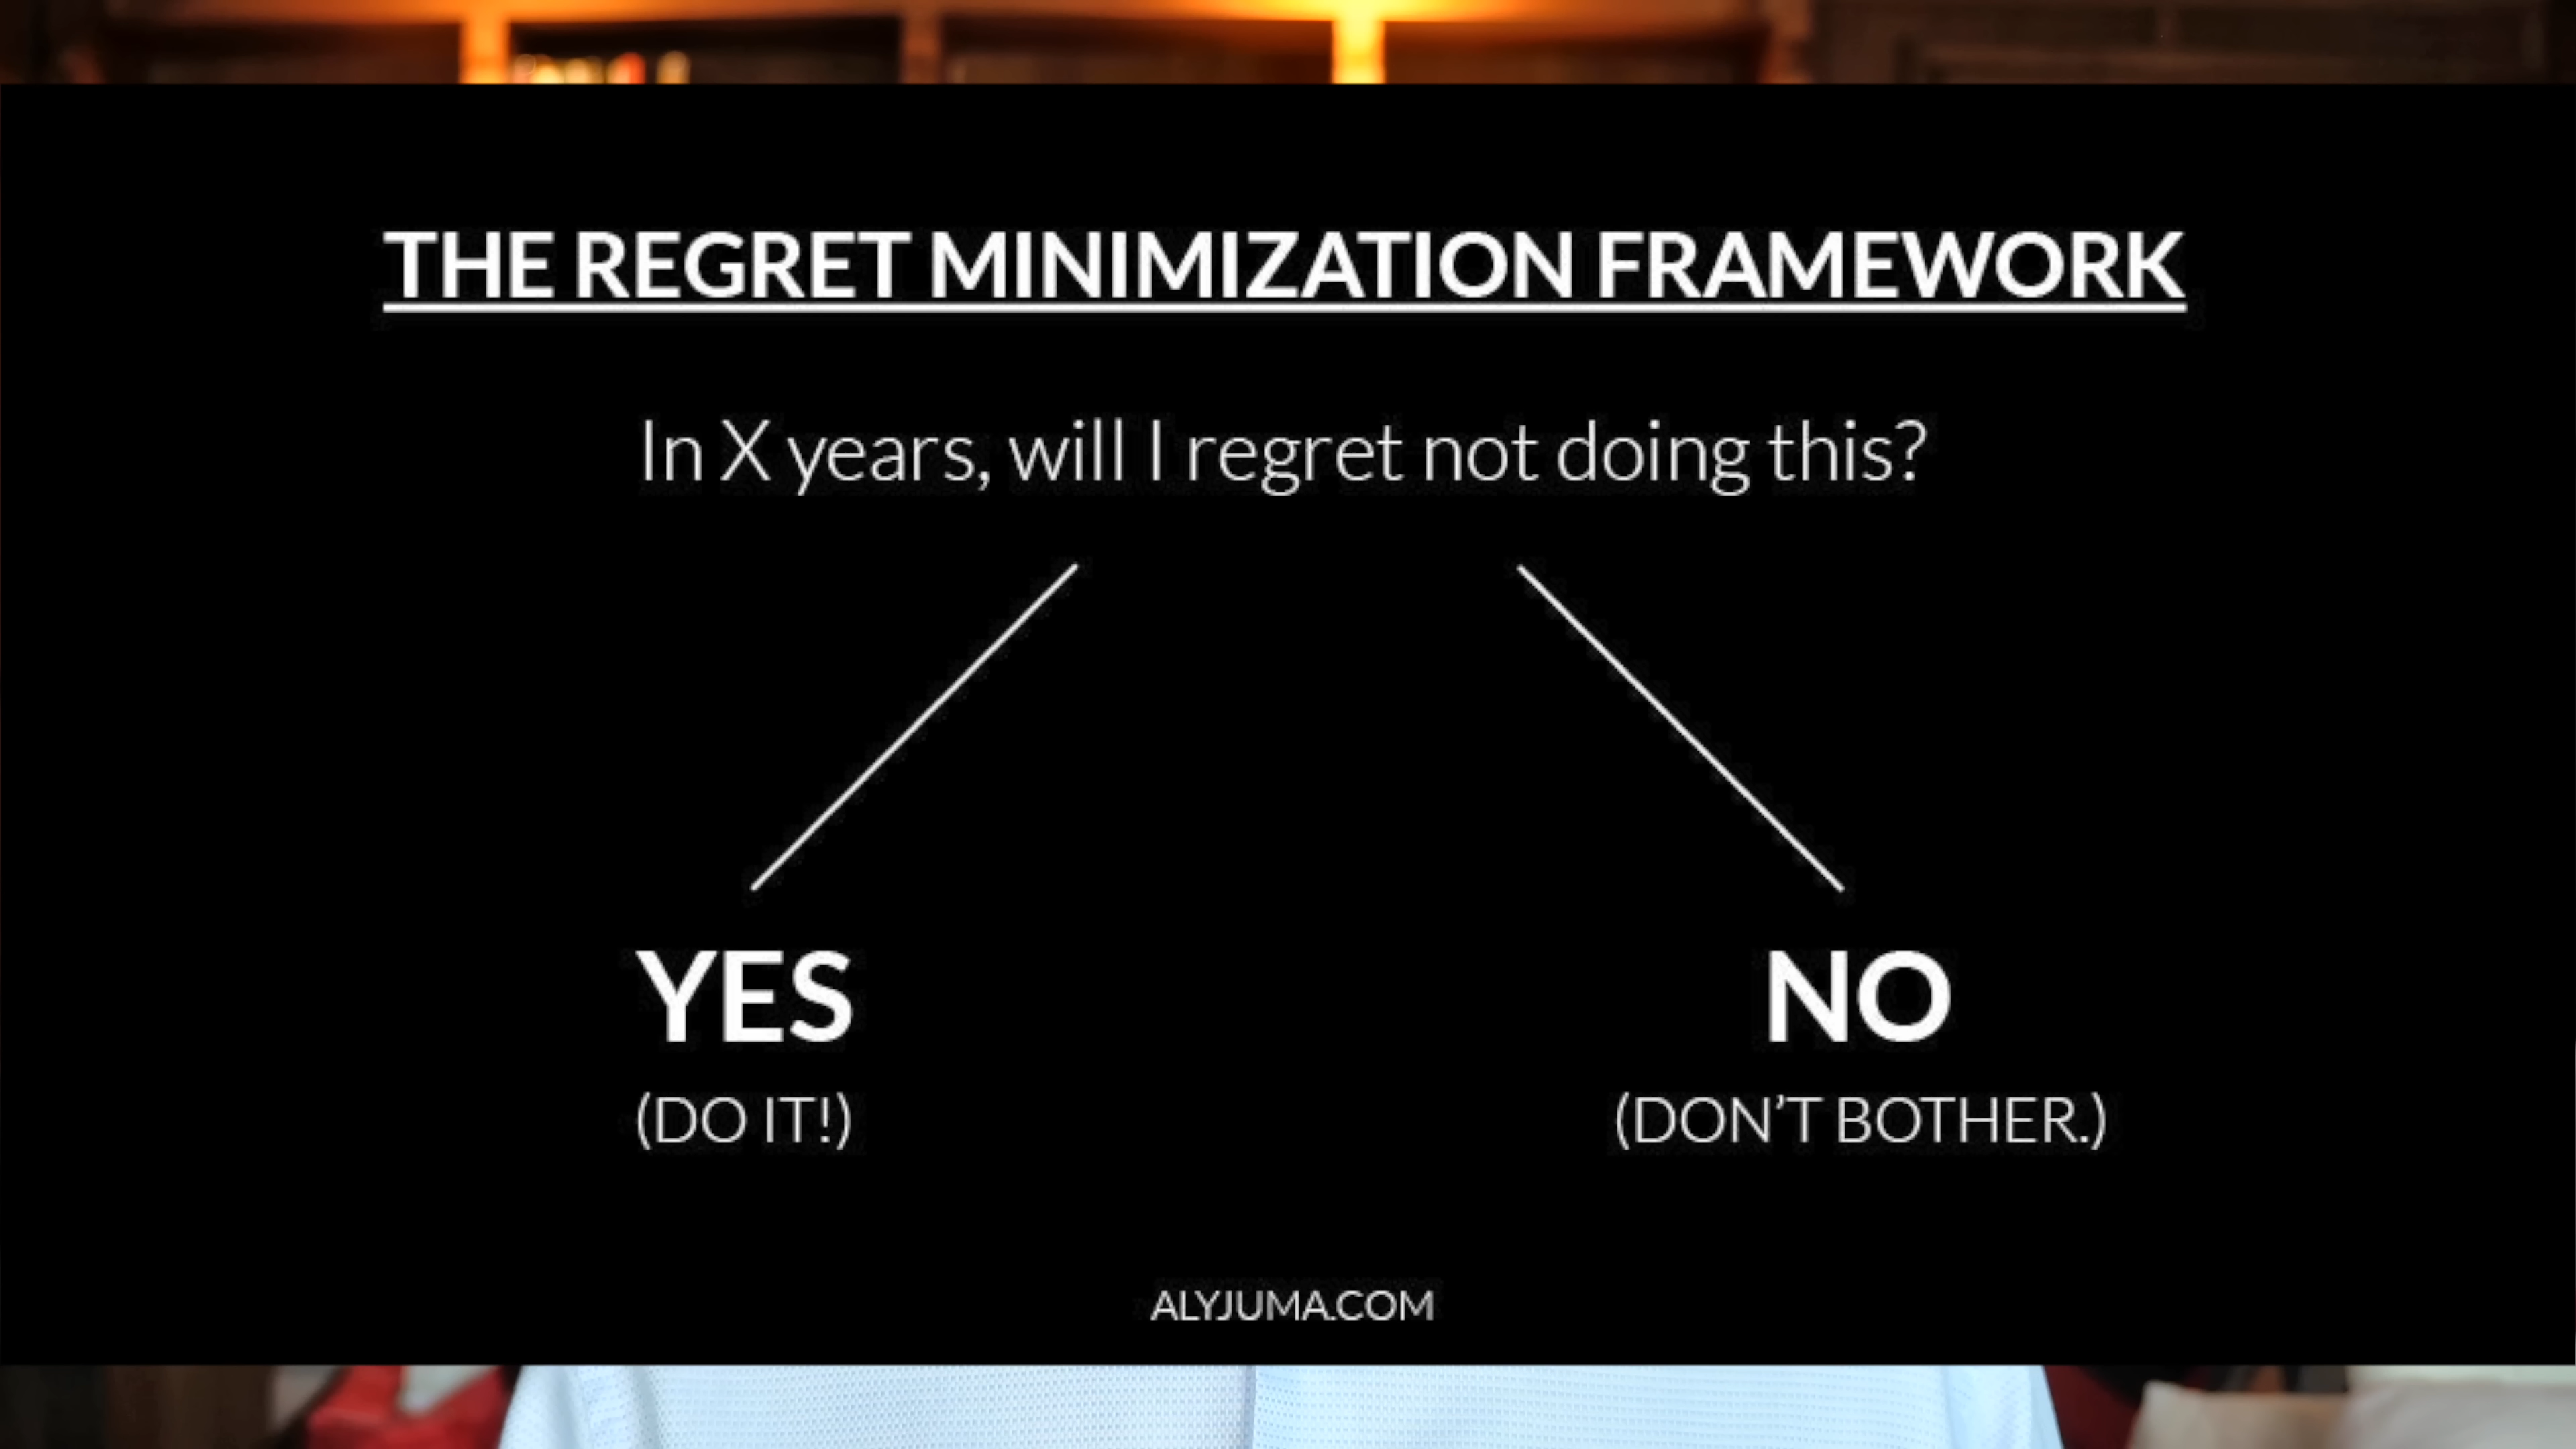 THE REGRET MINIMIZATION FRAMEWORK
In X years, will I regret not doing this?
YES
NO
(DO IT!)
(DON'T BOTHER.)
ALYJUMA.COM